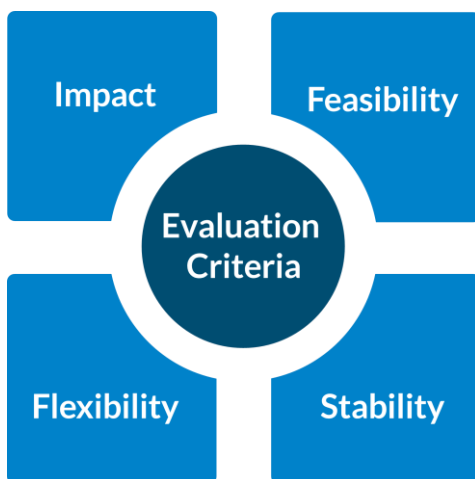 Impact
Feasibility
Evaluation
Criteria
Flexibility
Stability